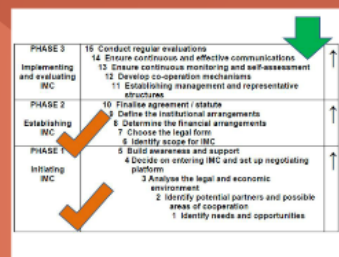 PHASE 3
Implementing
and evaluating
IMC
15 Conduct regular evaluations
14 Ensure continuous and effective communications
13 Ensure continuous monitoring and self-assessment
12 Develop co-operation mechanisms
11 Establishing management and representative
structures
PHASE 2
Establishing
IMC
10 Finalise agreement / statute
9 Define the institutional arrangements
8 Determine the financial arrangements
7 Choose the legal form
6 Identify scope for IMC
PHASE 1
Initiating
IMC
5 Build awareness and support
4 Decide on entering IMC and set up negotiating
platform
3 Analyse the legal and economic
environment
2 Identify potential partners and possible
areas of cooperation
1 Identify needs and opportunities